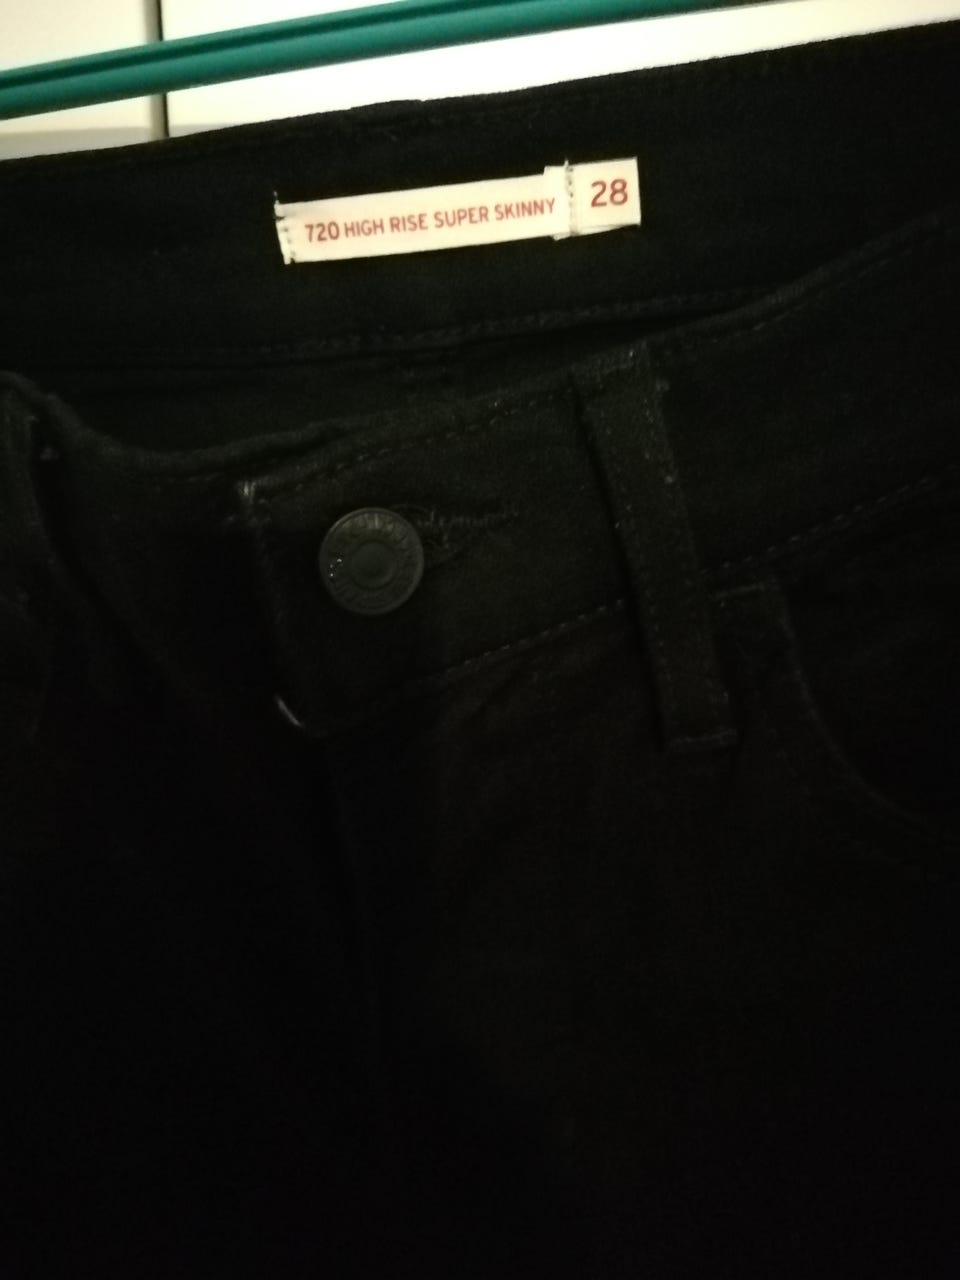 720 HIGH RISE SUPER SKINNY 28